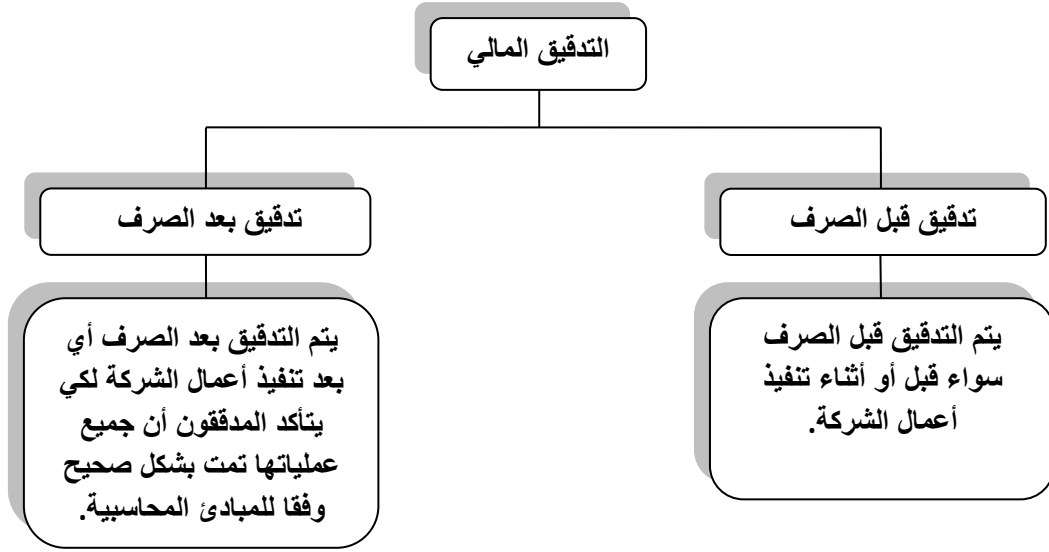 التدقيق المالي
تدقيق قبل الصرف
تدقيق بعد الصرف
يتم التدقيق قبل الصرف
سواء قبل أو أثناء تنفيذ
أعمال الشركة.
يتم التدقيق بعد الصرف أي
بعد تنفيذ أعمال الشركة لكي
يتأكد المدققون أن جميع
عملياتها تمت بشكل صحيح
وفقا للمبادئ المحاسبية.